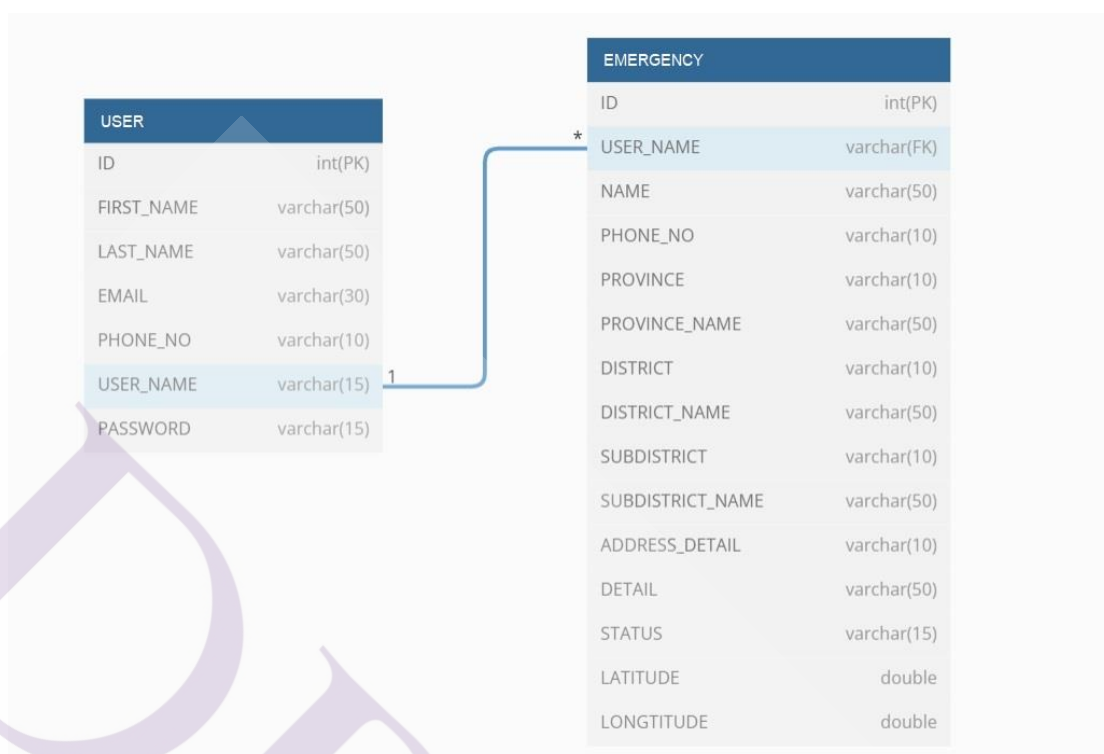 USER
ID int(PK)
FIRST_NAME varchar(50)
LAST_NAME varchar(50)
EMAIL varchar(30)
PHONE_NO varchar(10)
USER_NAME varchar(15)
PASSWORD varchar(15)
1
*
EMERGENCY
ID int(PK)
USER_NAME varchar(FK)
NAME varchar(50)
PHONE_NO varchar(10)
PROVINCE varchar(10)
PROVINCE_NAME varchar(50)
DISTRICT varchar(10)
DISTRICT_NAME varchar(50)
SUBDISTRICT varchar(10)
SUBDISTRICT_NAME varchar(50)
ADDRESS_DETAIL varchar(10)
DETAIL varchar(50)
STATUS varchar(15)
LATITUDE double
LONGTITUDE double